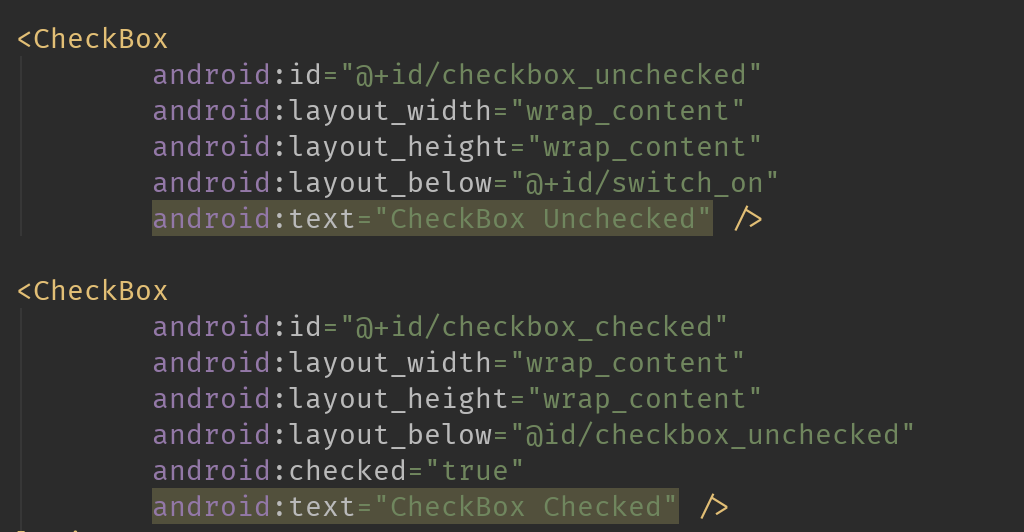 <CheckBox
android:id="@+id/checkbox_unchecked"
android:layout_width="wrap_content"
android:layout_height="wrap_content"
android:layout_below="@+id/switch_on"
android:text="CheckBox Unchecked" />
<CheckBox
android:id="@+id/checkbox_checked"
android:layout_width="wrap_content"
android:layout_height="wrap_content"
android:layout_below="@id/checkbox_unchecked"
android:checked="true"
android:text="CheckBox Checked" />